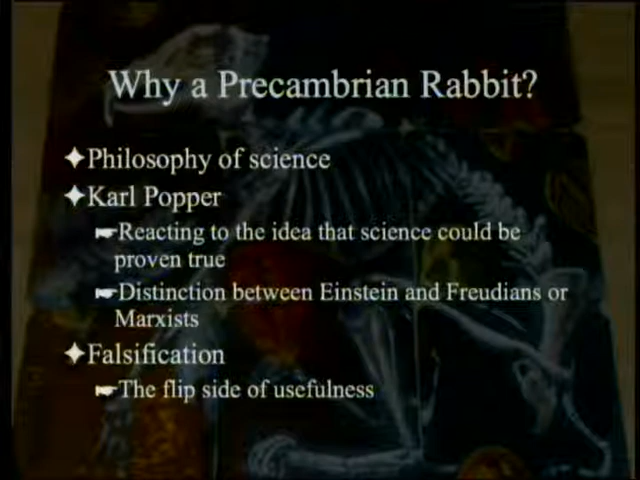 Why a Precambrian Rabbit?
Philosophy of science
Karl Popper
Reacting to the idea that science could be
proven true
Distinction between Einstein and Freudians or
Marxists
Falsification
The flip side of usefulness